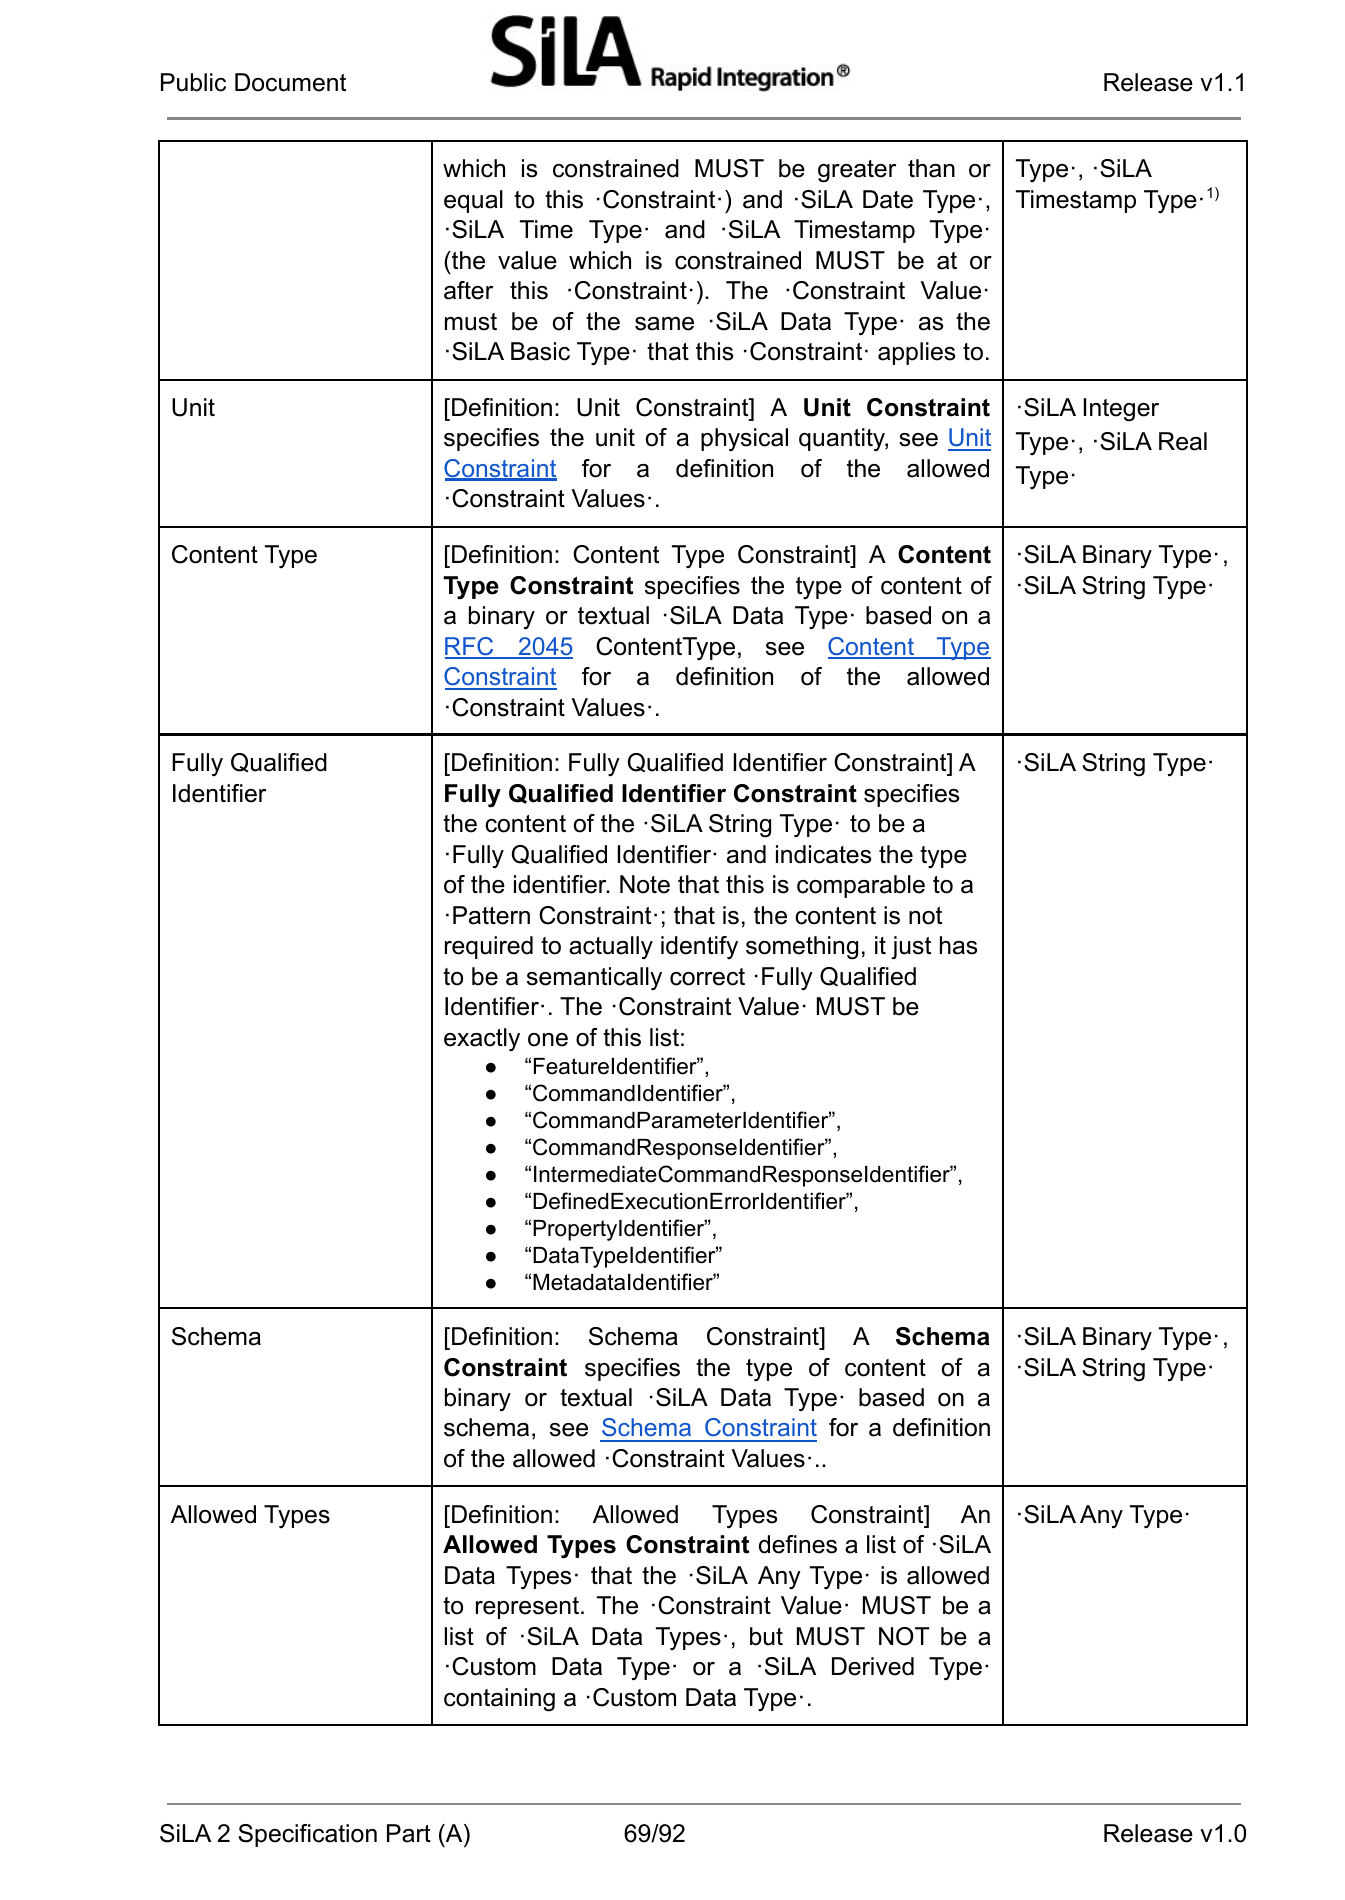 Public Document
SiLA Rapid Integration®
Release v1.1
which is constrained MUST be greater than or
equal to this ·Constraint·) and ·SiLA Date Type·,
·SiLA Time Type· and ·SiLA Timestamp Type·
(the value which is constrained MUST be at or
after this ·Constraint·). The ·Constraint Value·
must be of the same ·SiLA Data Type· as the
·SiLA Basic Type· that this ·Constraint· applies to.
Type·, ·SiLA
Timestamp Type·1)
Unit
[Definition: Unit Constraint] A Unit Constraint
specifies the unit of a physical quantity, see Unit
Constraint for a definition of the allowed
·Constraint Values·.
·SiLA Integer
Type·, ·SiLA Real
Type·
Content Type
[Definition: Content Type Constraint] A Content
Type Constraint specifies the type of content of
a binary or textual ·SiLA Data Type· based on a
RFC 2045 ContentType, see Content Type
Constraint for a definition of the allowed
·Constraint Values·.
·SiLA Binary Type·,
·SiLA String Type·
Fully Qualified
Identifier
[Definition: Fully Qualified Identifier Constraint] A
Fully Qualified Identifier Constraint specifies
the content of the ·SiLA String Type· to be a
·Fully Qualified Identifier· and indicates the type
of the identifier. Note that this is comparable to a
·Pattern Constraint·; that is, the content is not
required to actually identify something, it just has
to be a semantically correct ·Fully Qualified
Identifier·. The ·Constraint Value· MUST be
exactly one of this list:
● “FeatureIdentifier”,
● “CommandIdentifier”,
● “CommandParameterIdentifier”,
● “CommandResponseIdentifier”,
● “IntermediateCommandResponseIdentifier”,
● “DefinedExecutionErrorIdentifier”,
● “PropertyIdentifier”,
● “DataTypeIdentifier”
● “MetadataIdentifier”
·SiLA String Type·
Schema
[Definition: Schema Constraint] A Schema
Constraint specifies the type of content of a
binary or textual ·SiLA Data Type· based on a
schema, see Schema Constraint for a definition
of the allowed ·Constraint Values·..
·SiLA Binary Type·,
·SiLA String Type·
Allowed Types
[Definition: Allowed Types Constraint] An
Allowed Types Constraint defines a list of ·SiLA
Data Types· that the ·SiLA Any Type· is allowed
to represent. The ·Constraint Value· MUST be a
list of ·SiLA Data Types·, but MUST NOT be a
·Custom Data Type· or a ·SiLA Derived Type·
containing a ·Custom Data Type·.
·SiLA Any Type·
SiLA 2 Specification Part (A)
69/92
Release v1.0